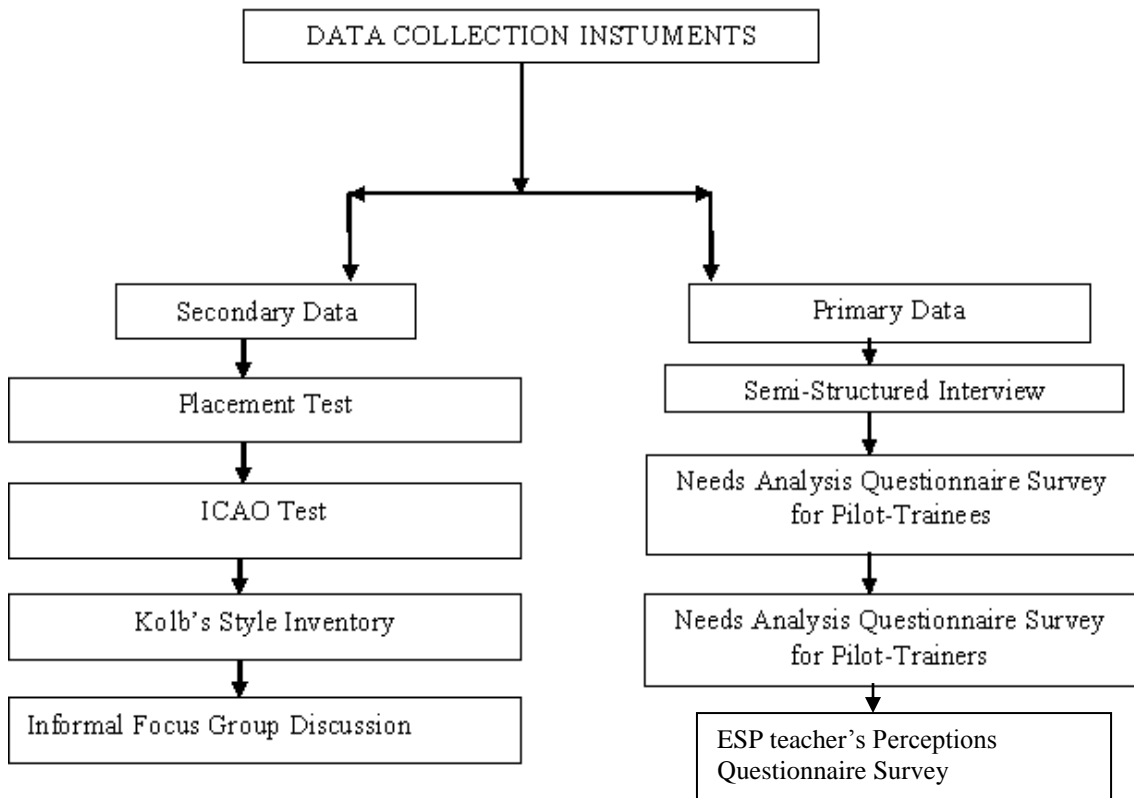 DATA COLLECTION INSTUMENTS
Secondary Data
Placement Test
ICAO Test
Kolb's Style Inventory
Informal Focus Group Discussion
Primary Data
Semi-Structured Interview
Needs Analysis Questionnaire Survey
for Pilot-Trainees
Needs Analysis Questionnaire Survey
for Pilot-Trainers
ESP teacher's Perceptions
Questionnaire Survey